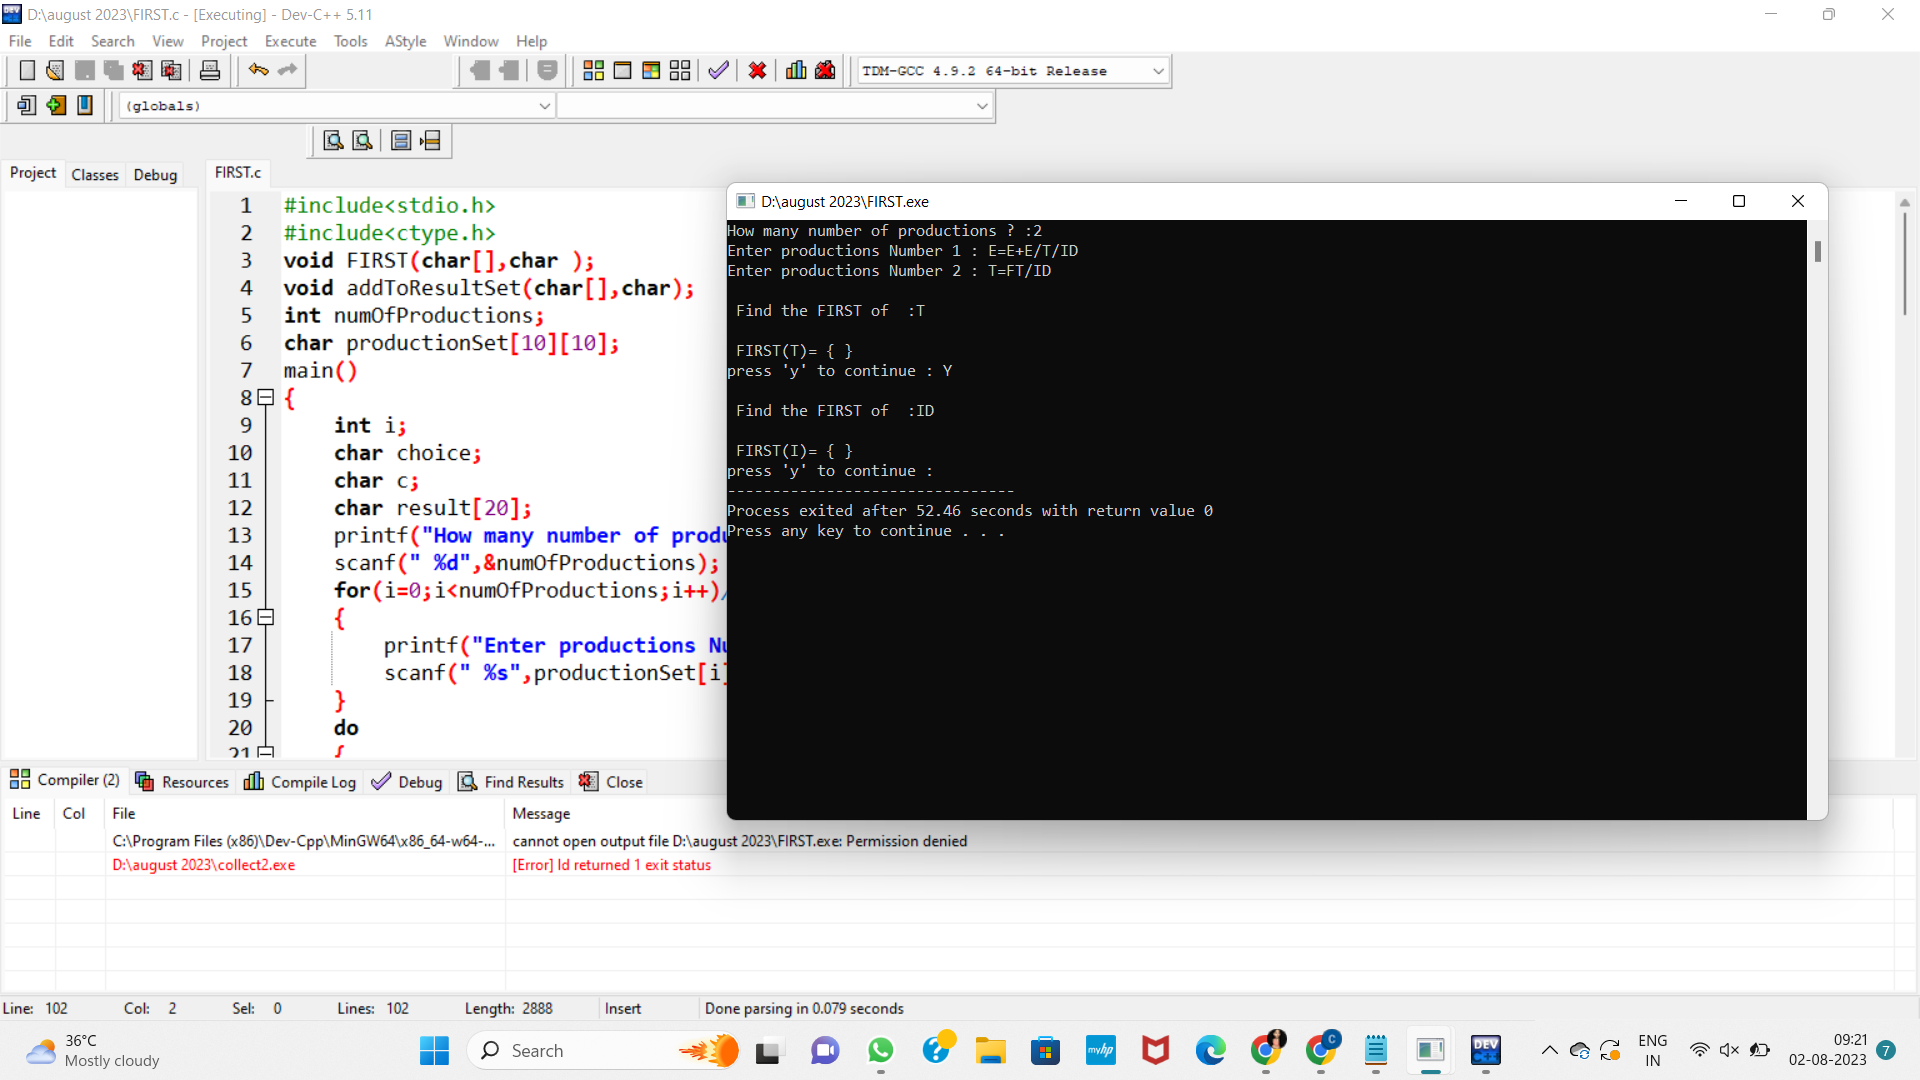 D:\august 2023\FIRST.c - [Executing] - Dev-C++ 5.11
File Edit Search View Project Execute Tools AStyle Window Help
TDM-GCC 4.9.2 64-bit Release
(globals)
Project Classes Debug
FIRST.c
1 #include<stdio.h>
2 #include<ctype.h>
3 void FIRST(char[],char );
4 void addToResultSet(char[],char);
5 int numOfProductions;
6 char productionSet[10][10];
7 main()
8 {
9 int i;
10 char choice;
11 char c;
12 char result[20];
13 printf("How many number of produ
14 scanf(" %d",&numOfProductions);
15 for(i=0;i<numOfProductions;i++)/
16 {
17 printf("Enter productions Nu
18 scanf(" %s",productionSet[i]
19 }
20 do
21 {
D:\august 2023\FIRST.exe
How many number of productions ? :2
Enter productions Number 1 : E=E+E/T/ID
Enter productions Number 2 : T=FT/ID
Find the FIRST of  :T
FIRST(T)= { }
press 'y' to continue : Y
Find the FIRST of  :ID
FIRST(I)= { }
press 'y' to continue :
--------------------------------
Process exited after 52.46 seconds with return value 0
Press any key to continue . . .
Compiler (2) Resources Compile Log Debug Find Results Close
Line Col File Message
C:\Program Files (x86)\Dev-Cpp\MinGW64\x86_64-w64-... cannot open output file D:\august 2023\FIRST.exe: Permission denied
D:\august 2023\collect2.exe [Error] ld returned 1 exit status
Line: 102 Col: 2 Sel: 0 Lines: 102 Length: 2888 Insert Done parsing in 0.079 seconds
36°C
Mostly cloudy
Search
myhp
C
DEV
ENG
IN
09:21
02-08-2023
7